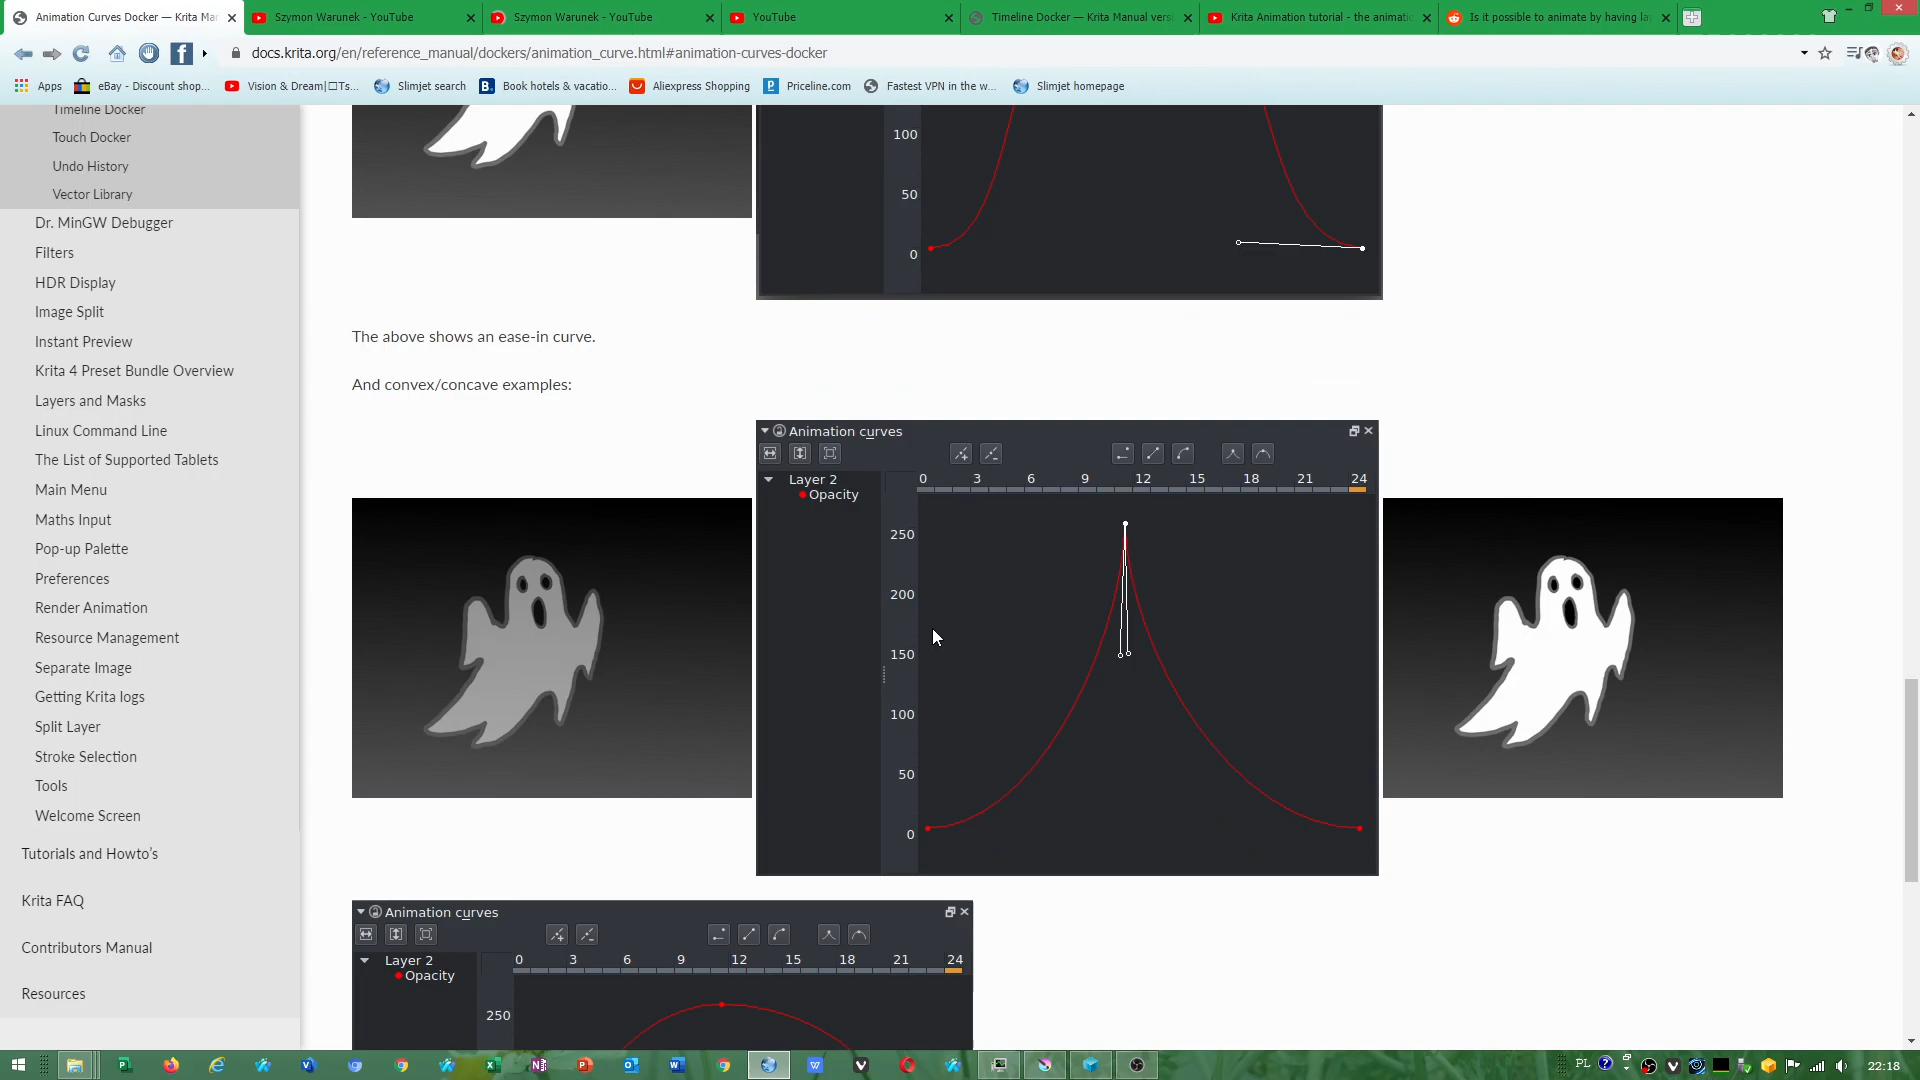 Animation Curves Docker — Krita Ma
Szymon Warunek - YouTube
Szymon Warunek - YouTube
YouTube
Timeline Docker — Krita Manual vers
Krita Animation tutorial - the animatic
Is it possible to animate by having la
docs.krita.org/en/reference_manual/dockers/animation_curve.html#animation-curves-docker
Apps
eBay - Discount shop...
Vision & Dream|□Ts...
Slimjet search
Book hotels & vacatio...
Aliexpress Shopping
Priceline.com
Fastest VPN in the w...
Slimjet homepage
Timeline Docker
Touch Docker
Undo History
Vector Library
Dr. MinGW Debugger
Filters
HDR Display
Image Split
Instant Preview
Krita 4 Preset Bundle Overview
Layers and Masks
Linux Command Line
The List of Supported Tablets
Main Menu
Maths Input
Pop-up Palette
Preferences
Render Animation
Resource Management
Separate Image
Getting Krita logs
Split Layer
Stroke Selection
Tools
Welcome Screen
Tutorials and Howto's
Krita FAQ
Contributors Manual
Resources
100
50
0
The above shows an ease-in curve.
And convex/concave examples:
Animation curves
Layer 2
Opacity
0 3 6 9 12 15 18 21 24
250
200
150
100
50
0
Animation curves
Layer 2
Opacity
0 3 6 9 12 15 18 21 24
250
PL
22:18